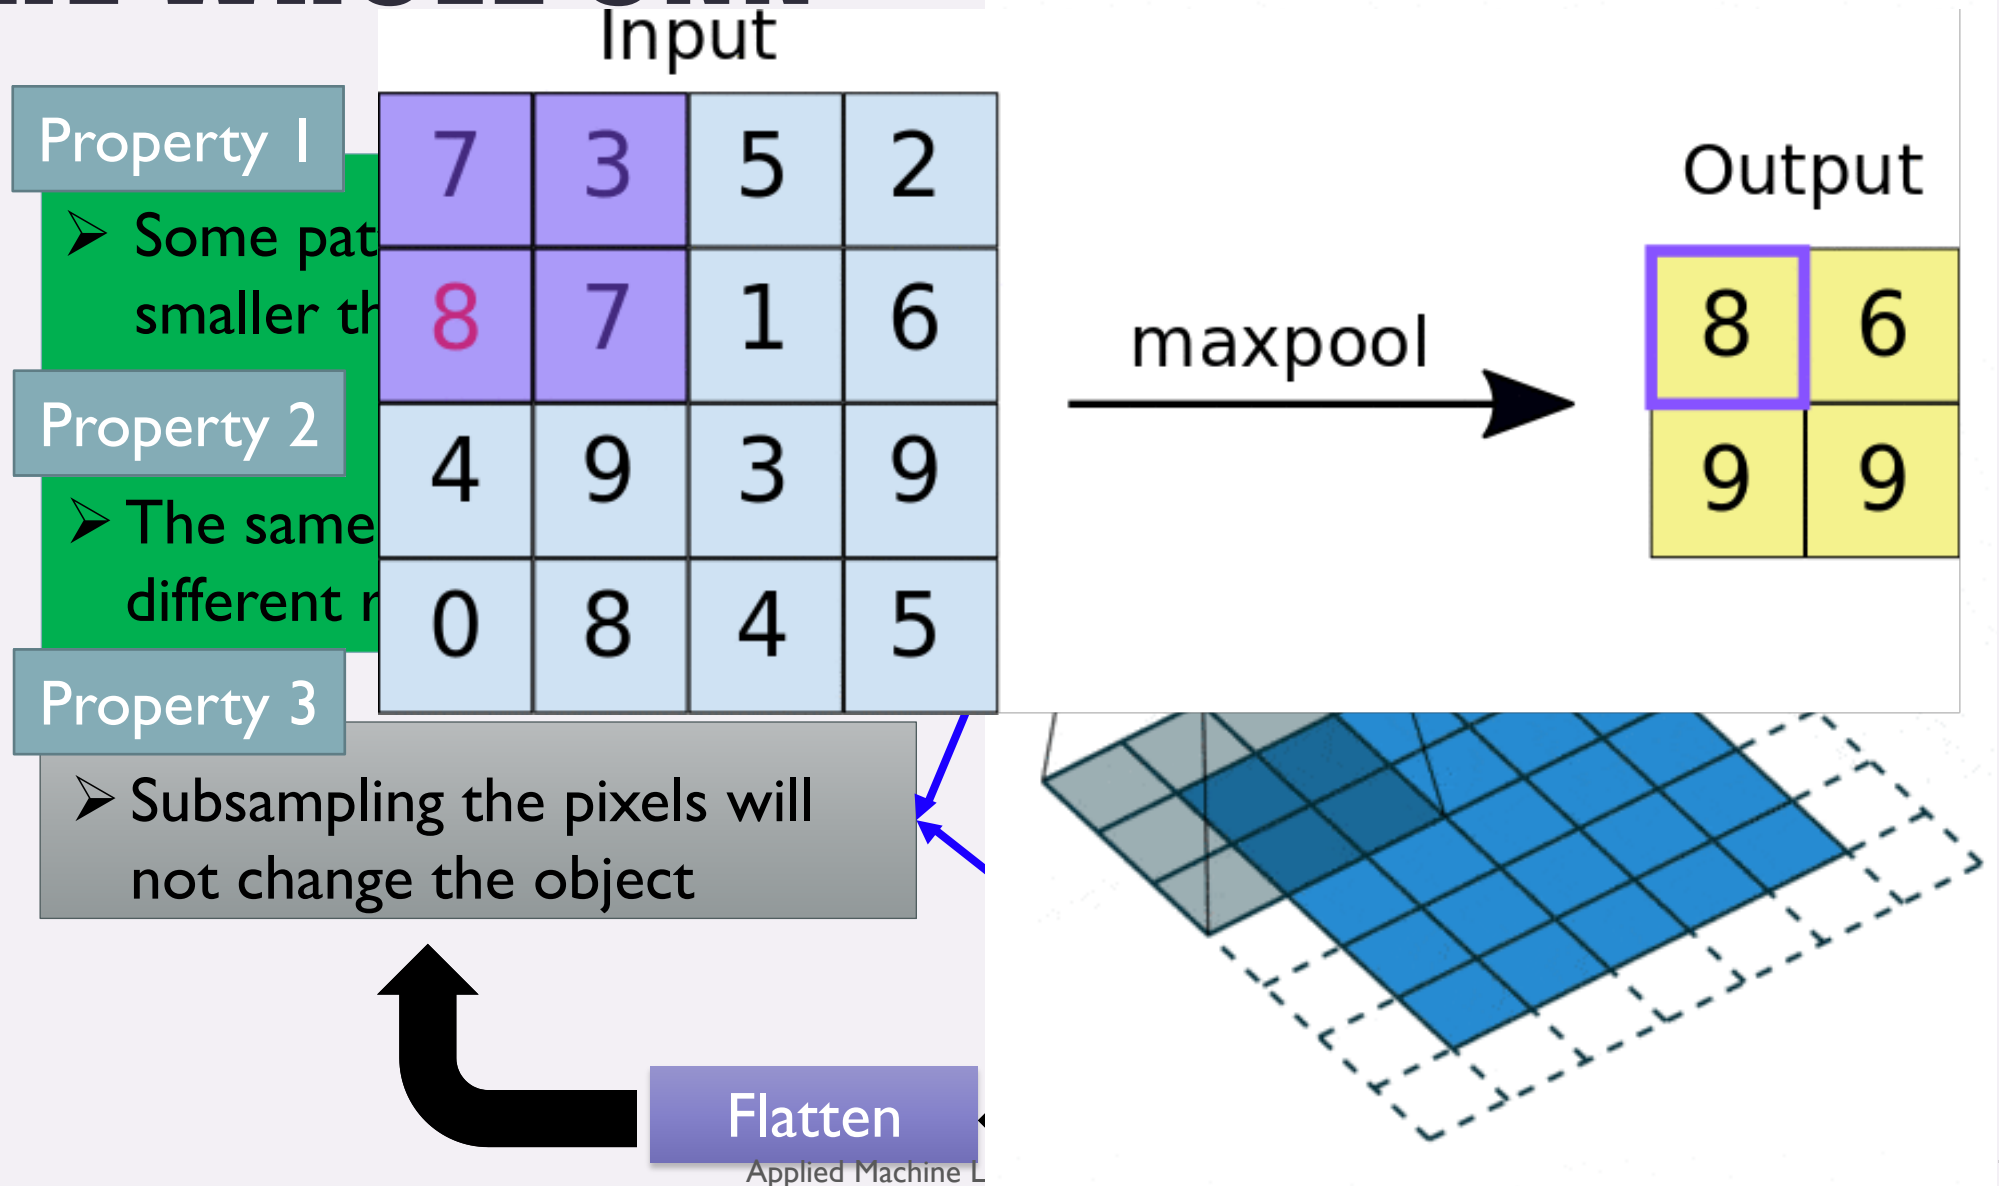 Input
Property 1
Some
smaller
Property 2
The same
different
Property 3
Subsampling the pixels will
not change the object
7 3 5 2
8 7 1 6
4 9 3 9
0 8 4 5
maxpool
Output
8 6
9 9
Flatten
Applied Machine